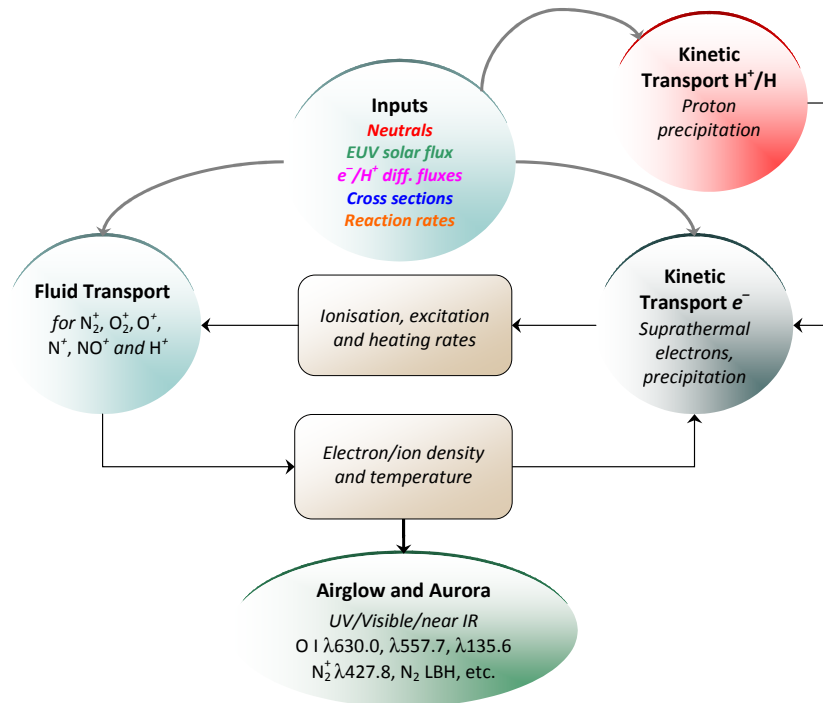 Kinetic
Transport H⁺/H
Proton
precipitation
Inputs
Neutrals
EUV solar flux
e⁻/H⁺ diff. fluxes
Cross sections
Reaction rates
Fluid Transport
for N₂⁺, O₂⁺, O⁺,
N⁺, NO⁺ and H⁺
Ionisation, excitation
and heating rates
Kinetic
Transport e⁻
Suprathermal
electrons,
precipitation
Electron/ion density
and temperature
Airglow and Aurora
UV/Visible/near IR
O I λ630.0, λ557.7, λ135.6
N₂⁺ λ427.8, N₂ LBH, etc.